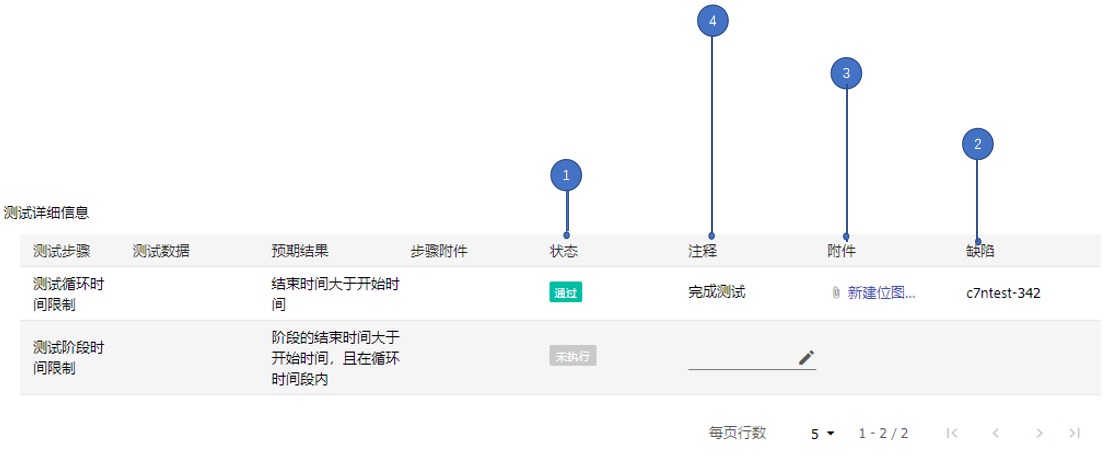 4
3
2
1
测试详细信息
测试步骤 测试数据 预期结果 步骤附件 状态 注释 附件 缺陷
测试循环时
间限制
结束时间大于开始时
间
通过
完成测试
新建位图...
c7ntest-342
测试阶段时
间限制
阶段的结束时间大于
开始时间，且在循环
时间段内
未执行
每页行数 5 1 - 2 / 2